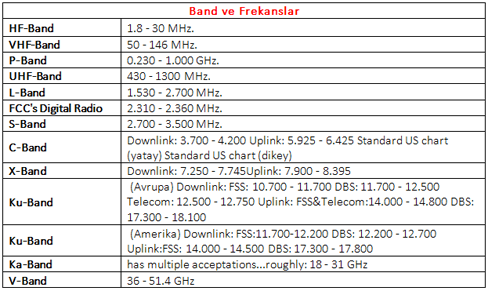 Band ve Frekanslar
HF-Band 1.8 - 30 MHz.
VHF-Band 50 - 146 MHz.
P-Band 0.230 - 1.000 GHz.
UHF-Band 430 - 1300 MHz.
L-Band 1.530 - 2.700 MHz.
FCC's Digital Radio 2.310 - 2.360 MHz.
S-Band 2.700 - 3.500 MHz.
C-Band Downlink: 3.700 - 4.200 Uplink: 5.925 - 6.425 Standard US chart
(yatay) Standard US chart (dikey)
X-Band Downlink: 7.250 - 7.745Uplink: 7.900 - 8.395
Ku-Band (Avrupa) Downlink: FSS: 10.700 - 11.700 DBS: 11.700 - 12.500
Telecom: 12.500 - 12.750 Uplink: FSS&Telecom:14.000 - 14.800 DBS:
17.300 - 18.100
Ku-Band (Amerika) Downlink: FSS:11.700-12.200 DBS: 12.200 - 12.700
Uplink:FSS: 14.000 - 14.500 DBS: 17.300 - 17.800
Ka-Band has multiple acceptations...roughly: 18 - 31 GHz
V-Band 36 - 51.4 GHz